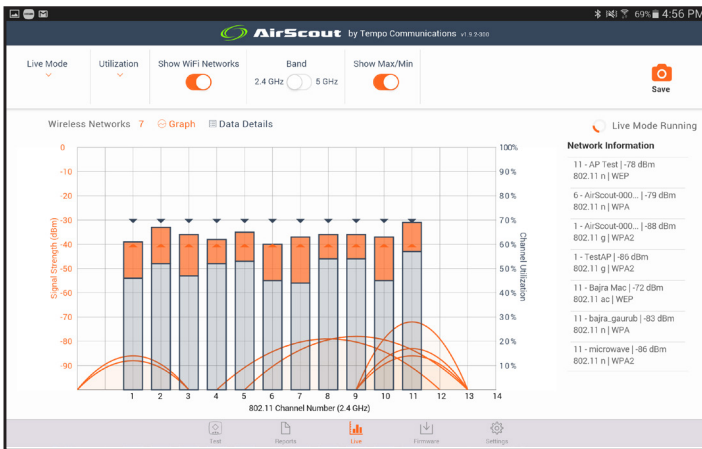 69% 4:56 PM
AirScout by Tempo Communications v1.9.2-300
Live Mode
Utilization
Show WiFi Networks
Band
2.4 GHz 5 GHz
Show Max/Min
Save
Wireless Networks 7 Graph Data Details
Live Mode Running
Signal Strength (dBm)
0
-10
-20
-30
-40
-50
-60
-70
-80
-90
100%
90%
80%
70%
60%
50%
40%
30%
20%
10%
Channel Utilization
1 2 3 4 5 6 7 8 9 10 11 12 13 14
802.11 Channel Number (2.4 GHz)
Network Information
11 - AP Test | -78 dBm
802.11 n | WEP
6 - AirScout-000... | -79 dBm
802.11 n | WPA
1 - AirScout-000... | -88 dBm
802.11 g | WPA2
1 - TestAP | -86 dBm
802.11 g | WPA2
11 - Bajra Mac | -72 dBm
802.11 ac | WEP
11 - bajra_gaurub | -83 dBm
802.11 n | WPA
11 - microwave | -86 dBm
802.11 n | WPA2
Test
Reports
Live
Firmware
Settings